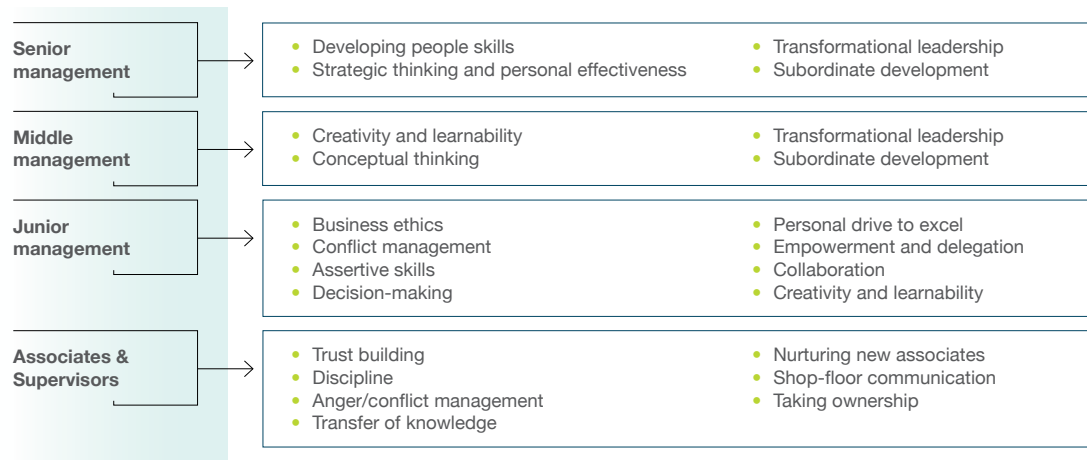 Senior
management
• Developing people skills
• Strategic thinking and personal effectiveness
• Transformational leadership
• Subordinate development
Middle
management
• Creativity and learnability
• Conceptual thinking
• Transformational leadership
• Subordinate development
Junior
management
• Business ethics
• Conflict management
• Assertive skills
• Decision-making
• Personal drive to excel
• Empowerment and delegation
• Collaboration
• Creativity and learnability
Associates &
Supervisors
• Trust building
• Discipline
• Anger/conflict management
• Transfer of knowledge
• Nurturing new associates
• Shop-floor communication
• Taking ownership